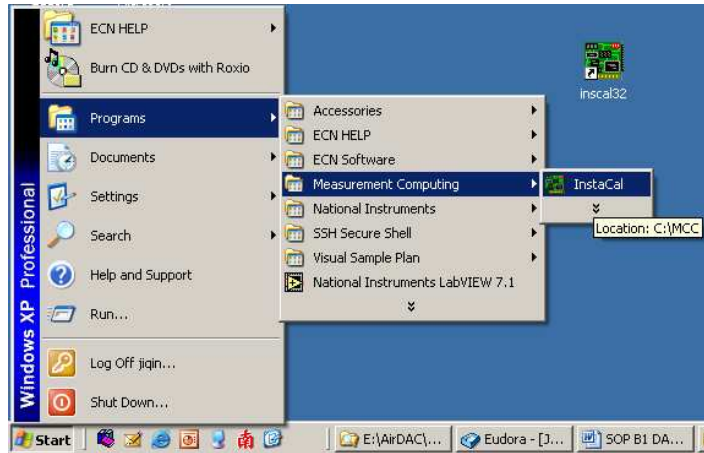 ECN HELP
Burn CD & DVDs with Roxio
Programs
Documents
Settings
Search
Help and Support
Run...
Log Off jiqin...
Shut Down...
Windows XP Professional
Accessories
ECN HELP
ECN Software
Measurement Computing
National Instruments
SSH Secure Shell
Visual Sample Plan
National Instruments LabVIEW 7.1
InstaCal
Location: C:\MCC
inscal32
Start
南
E:\AirDAC\...
Eudora - [J...
SOP B1 DA...